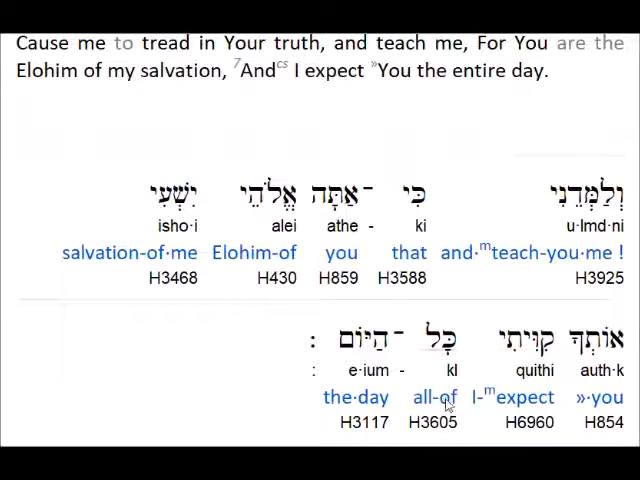 Cause me to tread in Your truth, and teach me, For You are the
Elohim of my salvation, 7And cs I expect »You the entire day.
וְלַמְּדֵנִי כִּי־אַתָּה אֱלֹהֵי יִשְׁעִי
isho·i alei athe - ki u·lmd·ni
salvation-of·me Elohim-of you that and·mteach-you·me !
H3468 H430 H859 H3588 H3925
אוֹתְךָ קִוִּיתִי כָּל־הַיּוֹם :
: e·ium - kl quithi auth·k
the·day all-of I-mexpect »·you
H3117 H3605 H6960 H854